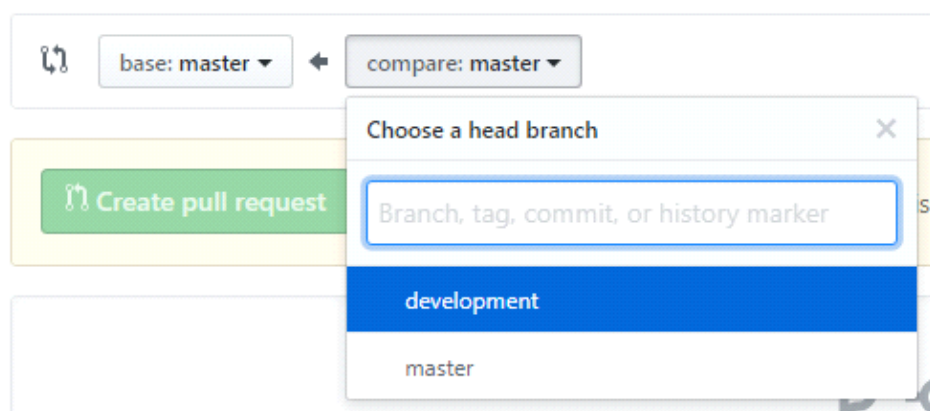 base: master compare: master
Choose a head branch
Create pull request
Branch, tag, commit, or history marker
development
master